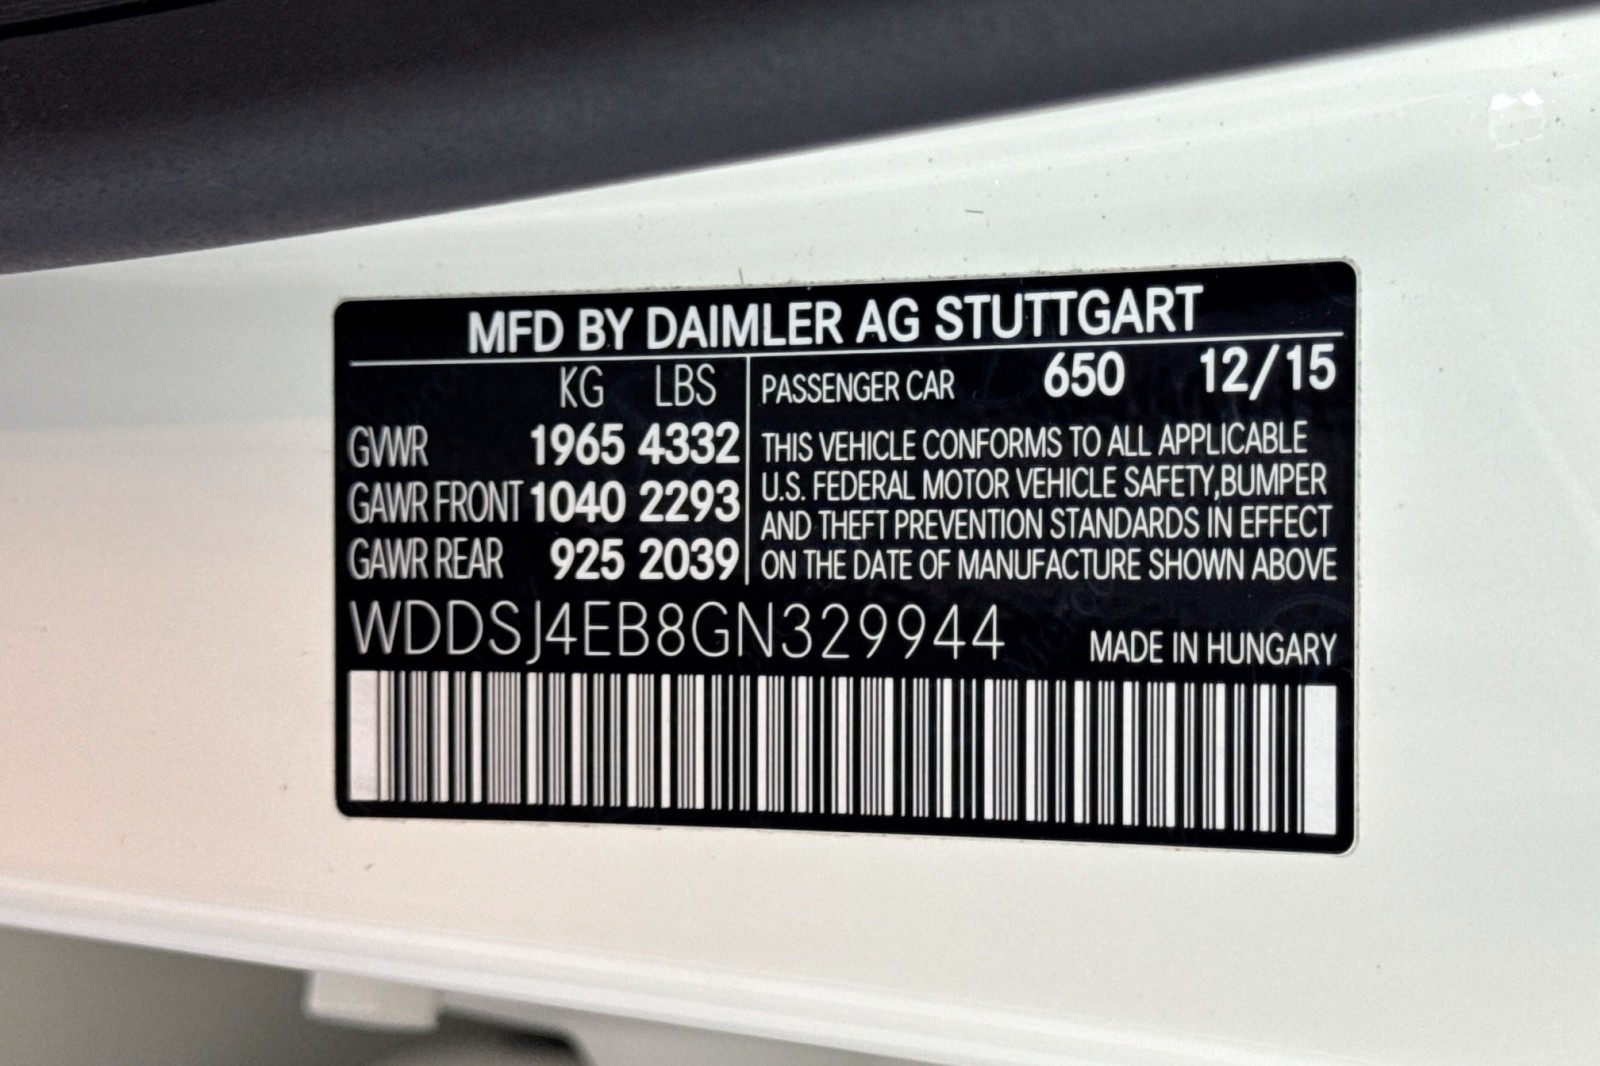 MFD BY DAIMLER AG STUTTGART
KG LBS
GVWR 1965 4332
GAWR FRONT 1040 2293
GAWR REAR 925 2039
PASSENGER CAR 650 12/15
THIS VEHICLE CONFORMS TO ALL APPLICABLE
U.S. FEDERAL MOTOR VEHICLE SAFETY,BUMPER
AND THEFT PREVENTION STANDARDS IN EFFECT
ON THE DATE OF MANUFACTURE SHOWN ABOVE
WDDSJ4EB8GN329944
MADE IN HUNGARY